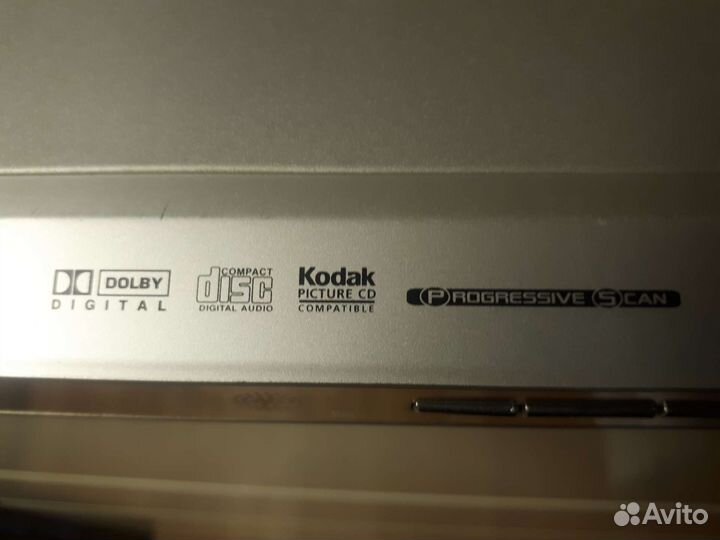 DOLBY
DIGITAL
COMPACT
disc
DIGITAL AUDIO
Kodak
PICTURE CD
COMPATIBLE
PROGRESSIVE SCAN
Avito